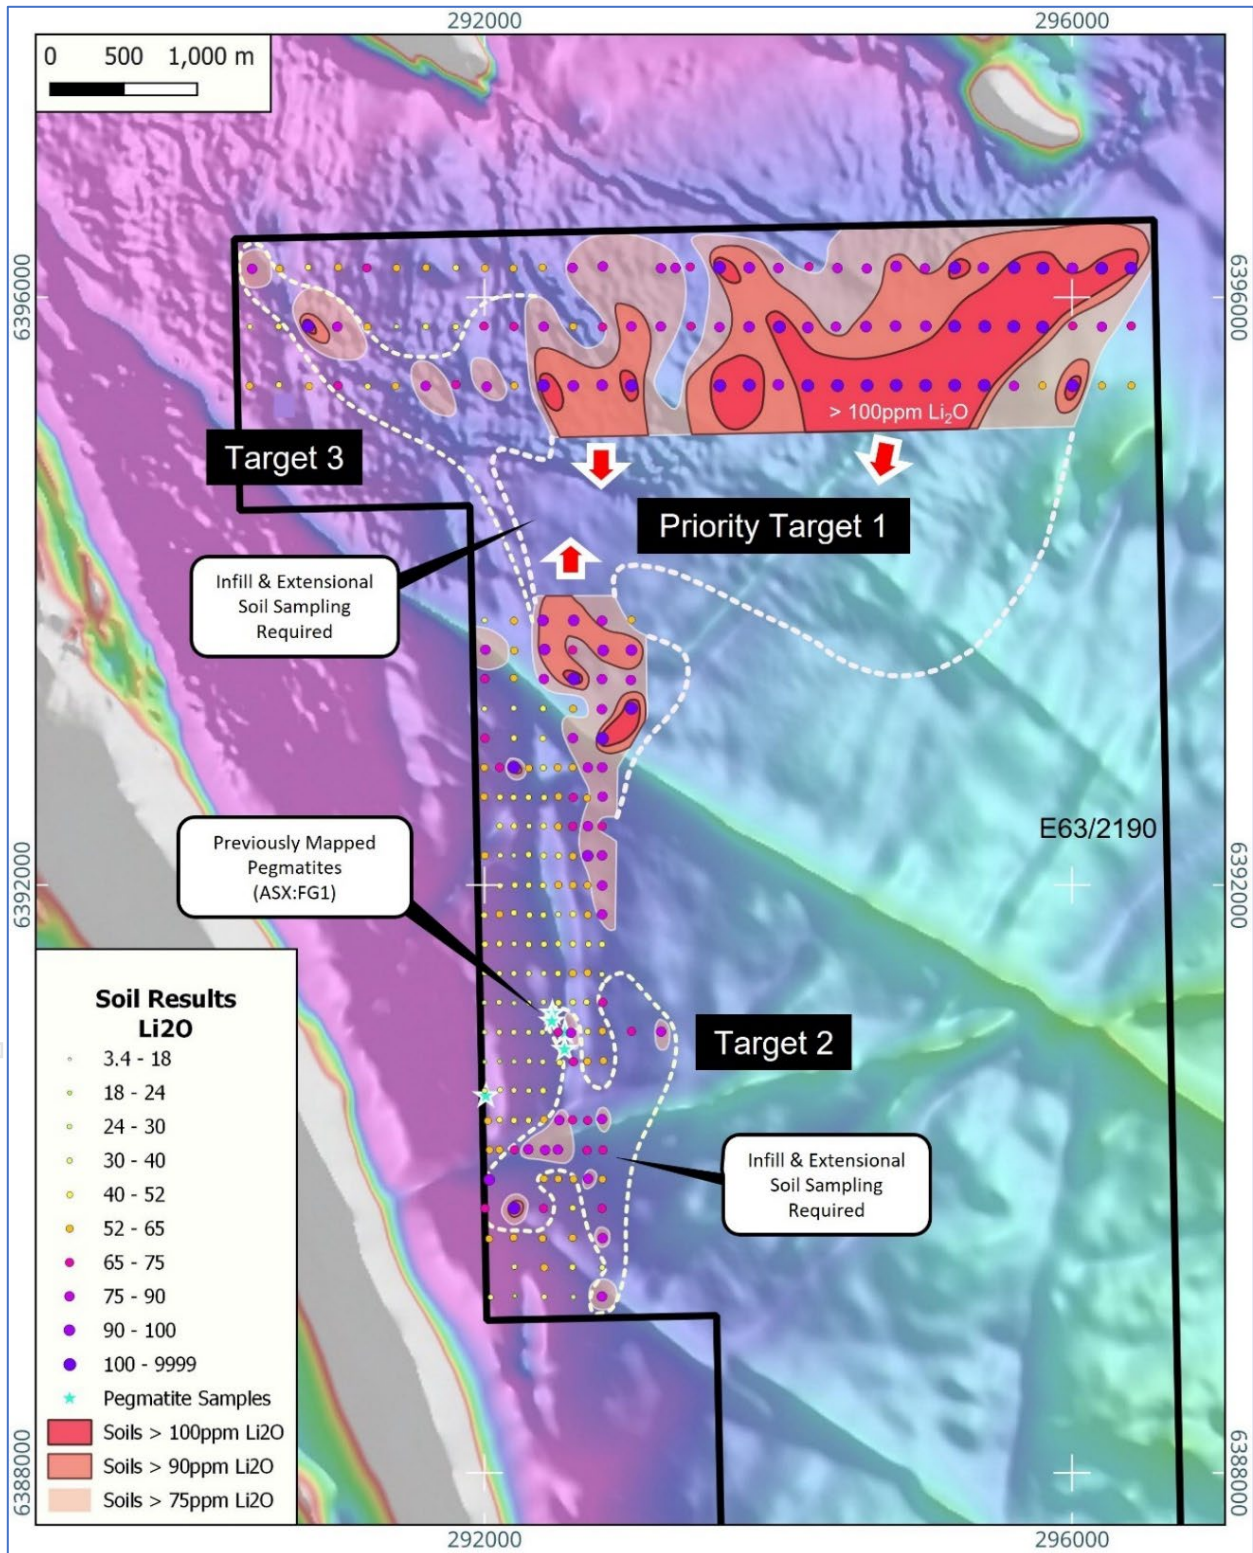 292000
296000
0 500 1,000 m
6396000
6396000
> 100ppm Li₂O
Target 3
Priority Target 1
Infill & Extensional
Soil Sampling
Required
E63/2190
Previously Mapped
Pegmatites
(ASX:FG1)
6392000
6392000
Target 2
Infill & Extensional
Soil Sampling
Required
Soil Results
Li2O
3.4 - 18
18 - 24
24 - 30
30 - 40
40 - 52
52 - 65
65 - 75
75 - 90
90 - 100
100 - 9999
Pegmatite Samples
Soils > 100ppm Li2O
Soils > 90ppm Li2O
Soils > 75ppm Li2O
6388000
6388000
292000
296000